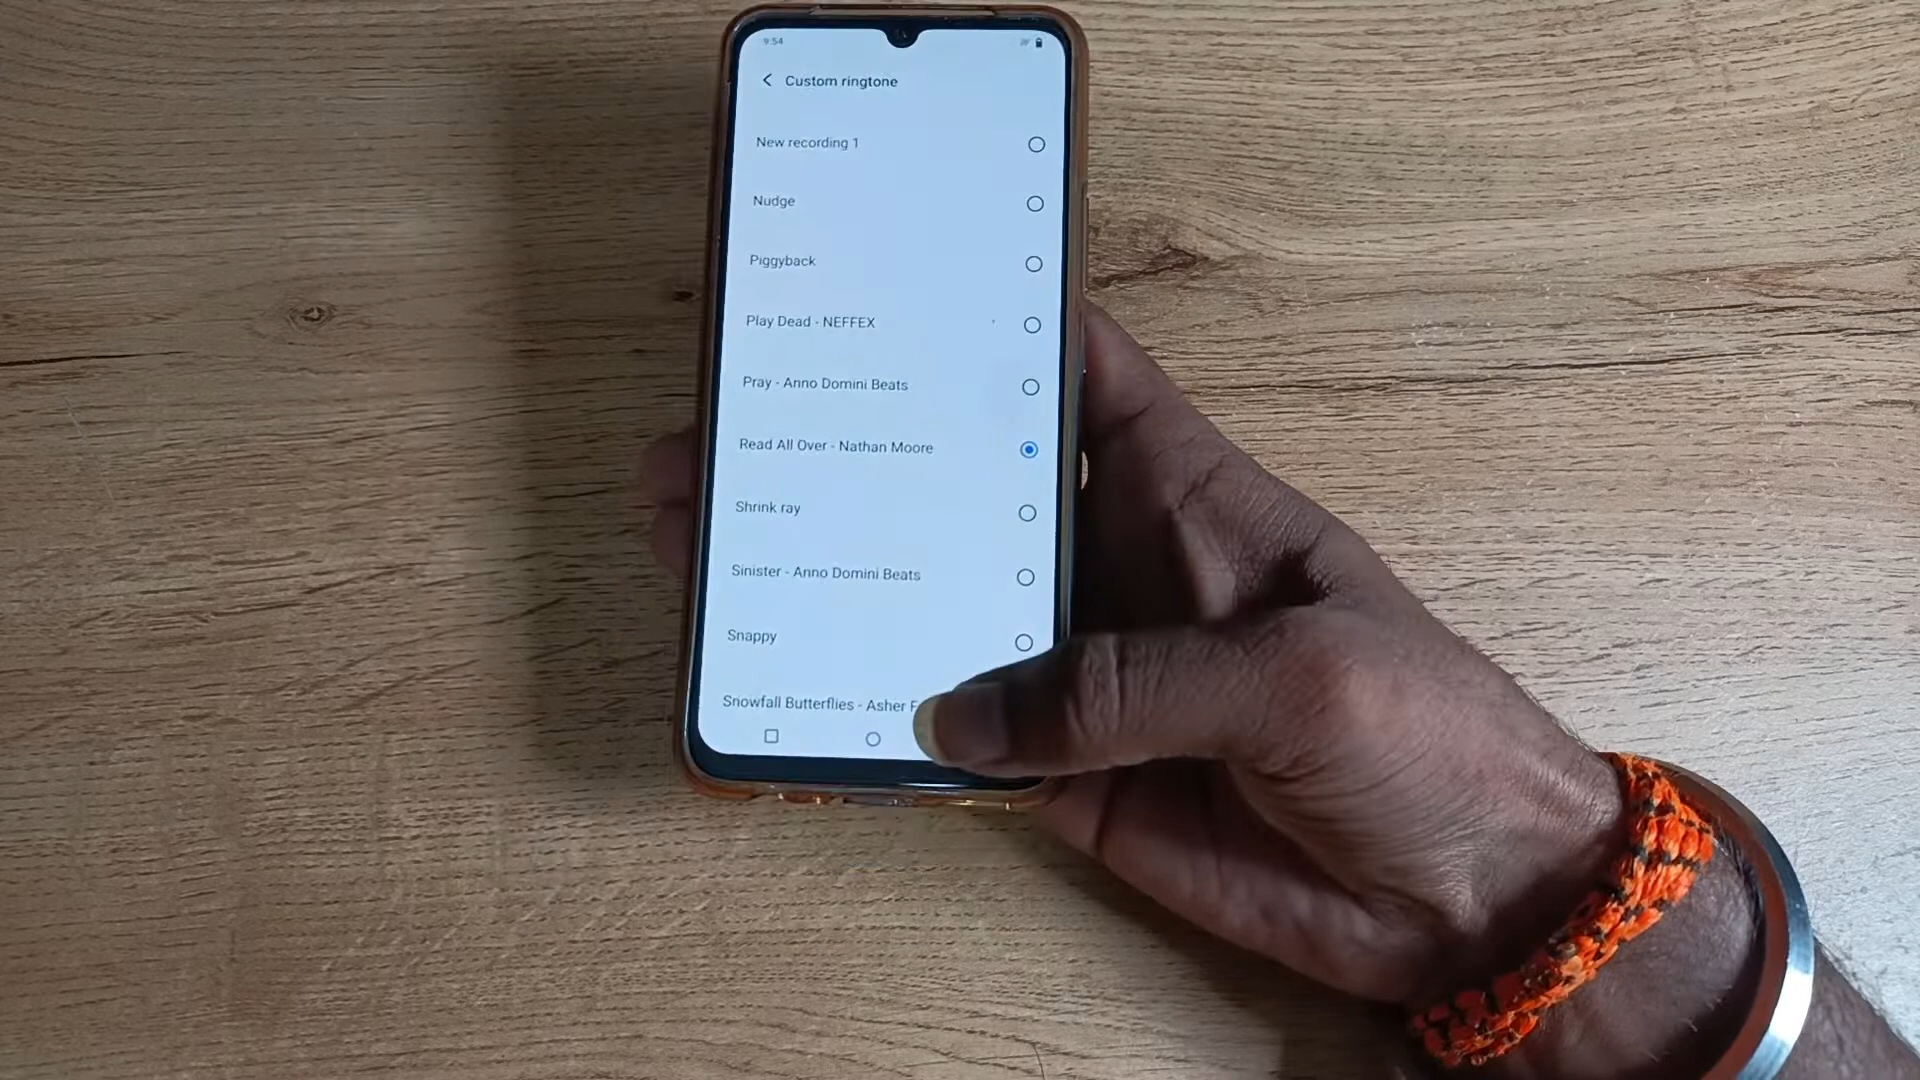 9:54
Custom ringtone
New recording 1
Nudge
Piggyback
Play Dead - NEFFEX
Pray - Anno Domini Beats
Read All Over - Nathan Moore
Shrink ray
Sinister - Anno Domini Beats
Snappy
Snowfall Butterflies - Asher